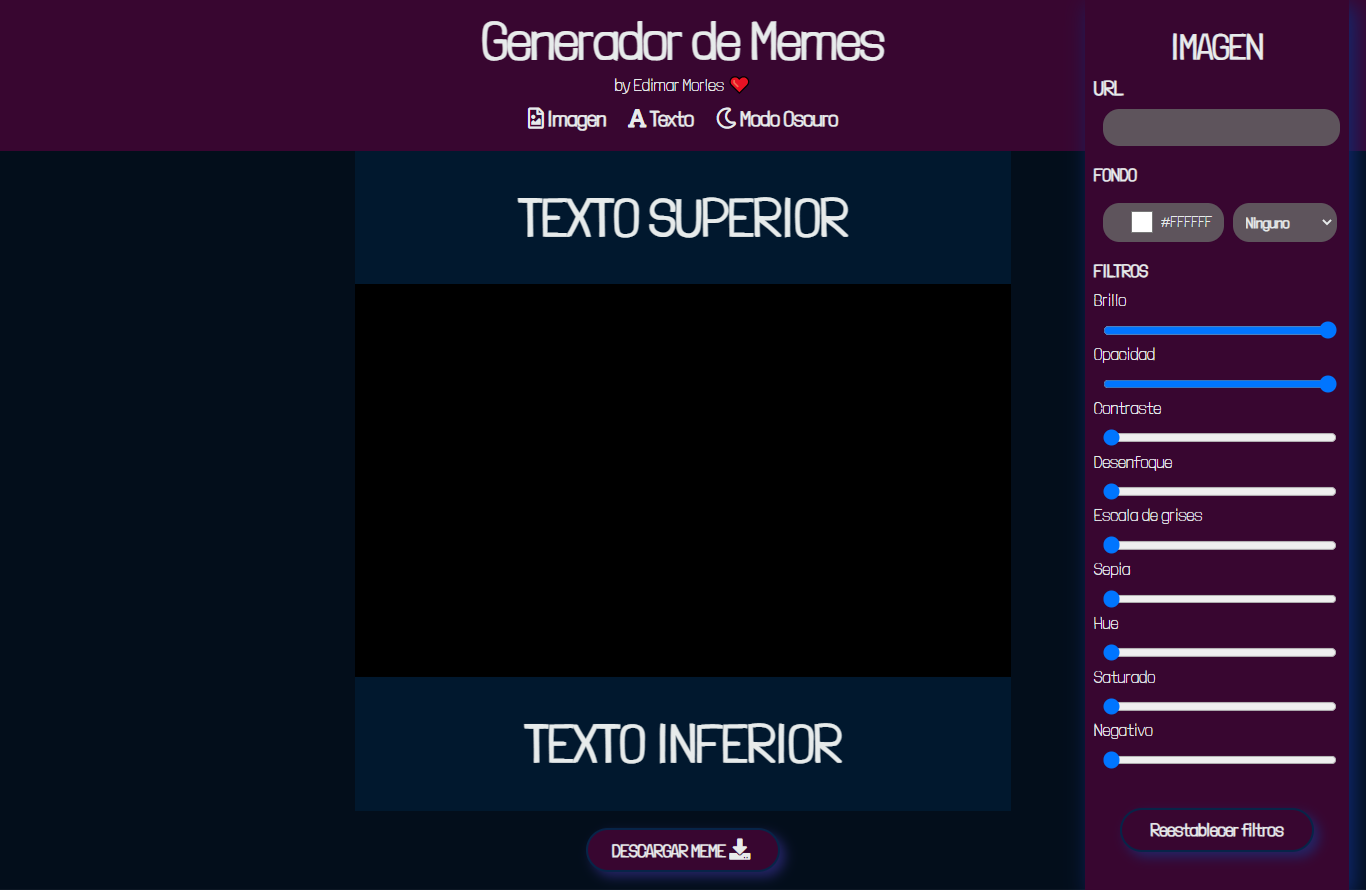 Generador de Memes
by Edimar Morles ❤️
Imagen Texto Modo Oscuro
TEXTO SUPERIOR
TEXTO INFERIOR
DESCARGAR MEME
IMAGEN
URL
FONDO
#FFFFFF Ninguno
FILTROS
Brillo
Opacidad
Contraste
Desenfoque
Escala de grises
Sepia
Hue
Saturado
Negativo
Reestablecer filtros